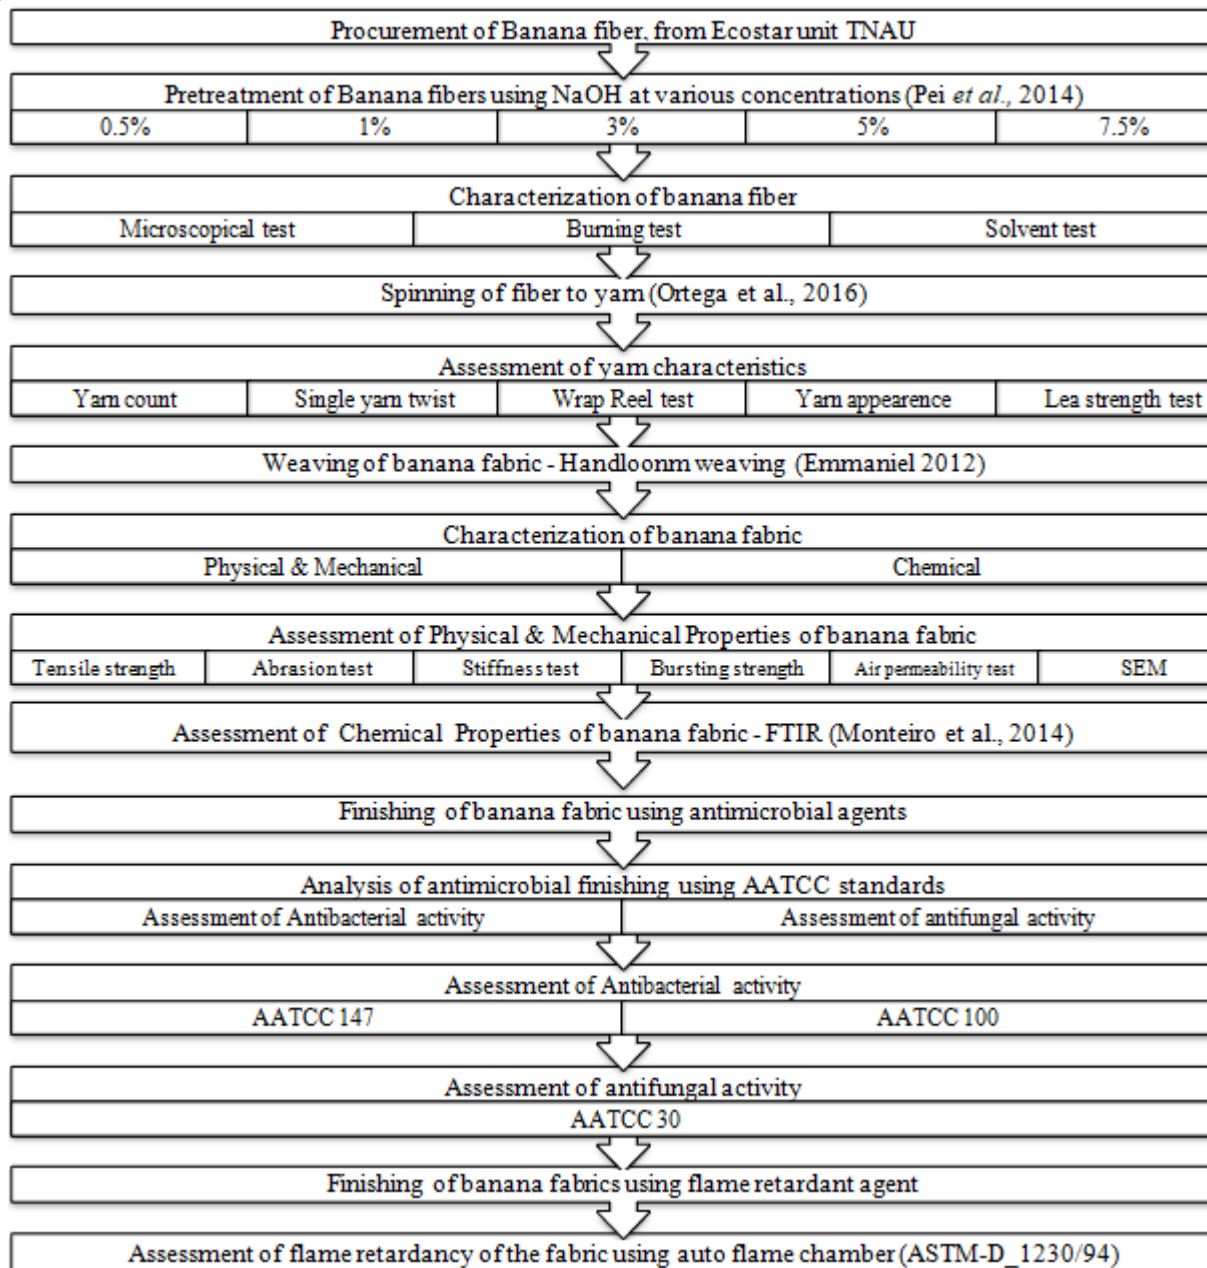 Procurement of Banana fiber, from Ecostar unit TNAU
Pretreatment of Banana fibers using NaOH at various concentrations (Pei et al., 2014)
0.5% 1% 3% 5% 7.5%
Characterization of banana fiber
Microscopical test Burning test Solvent test
Spinning of fiber to yarn (Ortega et al., 2016)
Assessment of yarn characteristics
Yarn count Single yarn twist Wrap Reel test Yarn appearence Lea strength test
Weaving of banana fabric - Handloonm weaving (Emmaniel 2012)
Characterization of banana fabric
Physical & Mechanical Chemical
Assessment of Physical & Mechanical Properties of banana fabric
Tensile strength Abrasion test Stiffness test Bursting strength Air permeability test SEM
Assessment of Chemical Properties of banana fabric - FTIR (Monteiro et al., 2014)
Finishing of banana fabric using antimicrobial agents
Analysis of antimicrobial finishing using AATCC standards
Assessment of Antibacterial activity Assessment of antifungal activity
Assessment of Antibacterial activity
AATCC 147 AATCC 100
Assessment of antifungal activity
AATCC 30
Finishing of banana fabrics using flame retardant agent
Assessment of flame retardancy of the fabric using auto flame chamber (ASTM-D_1230/94)